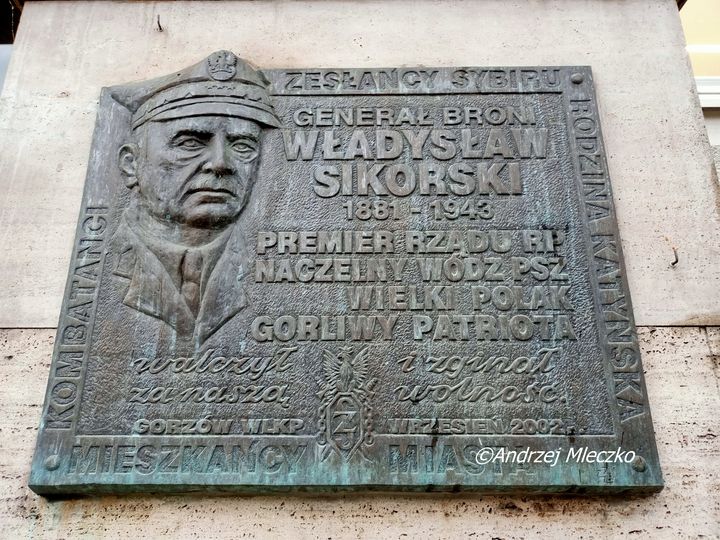 ZESŁAŃCY SYBIRU
GENERAŁ BRONI
WŁADYSŁAW
SIKORSKI
1881 - 1943
PREMIER RZĄDU RP
NACZELNY WÓDZ PSZ
WIELKI POLAK
GORLIWY PATRIOTA
walczył i zginął
za naszą wolność.
GORZÓW WLKP. WRZESIEŃ 2002 r.
KOMBATANCI
RODZINA KATYŃSKA
MIESZKAŃCY MIASTA
©Andrzej Mleczko